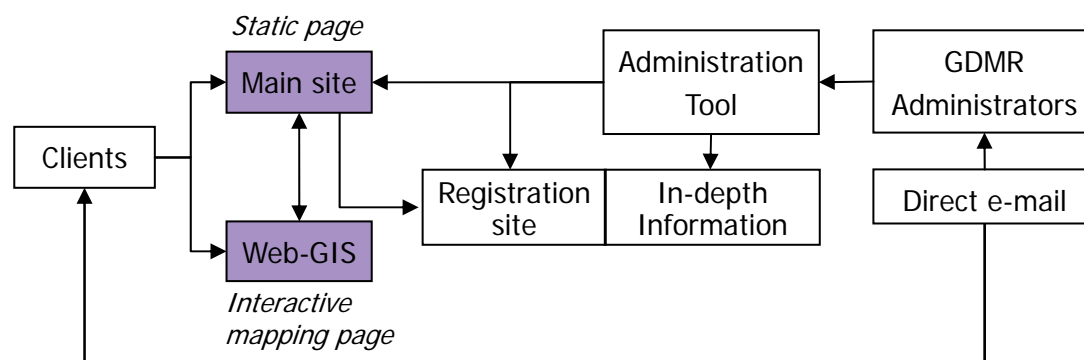 Static page
Main site
Clients
Web-GIS
Interactive
mapping page
Administration
Tool
Registration
site
In-depth
Information
GDMR
Administrators
Direct e-mail